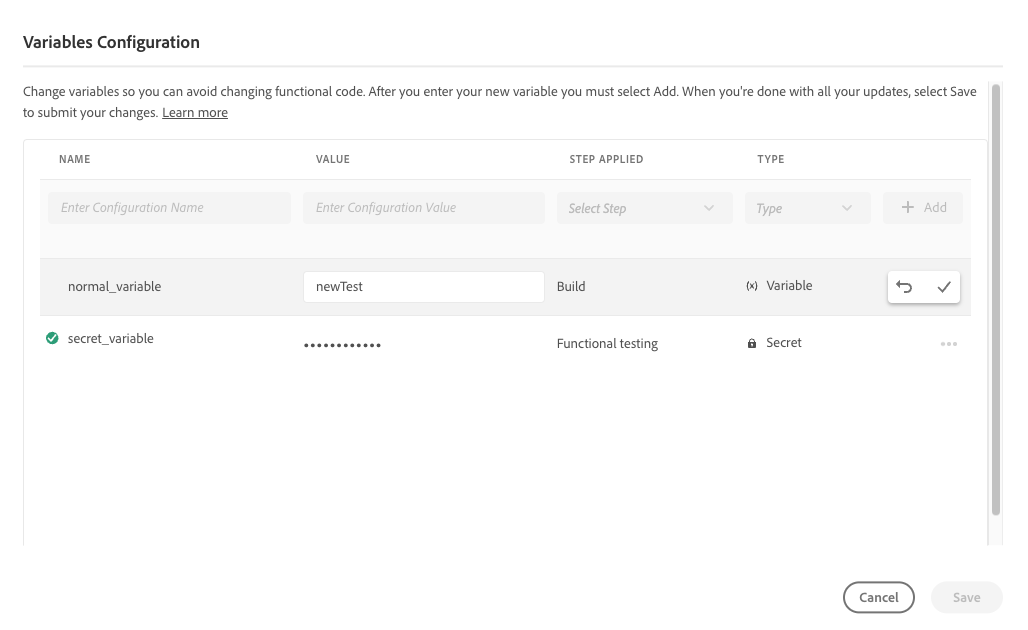 Variables Configuration
Change variables so you can avoid changing functional code. After you enter your new variable you must select Add. When you're done with all your updates, select Save
to submit your changes. Learn more
NAME VALUE STEP APPLIED TYPE
Enter Configuration Name Enter Configuration Value Select Step Type + Add
normal_variable newTest Build (x) Variable
secret_variable •••••••••••• Functional testing Secret
Cancel Save